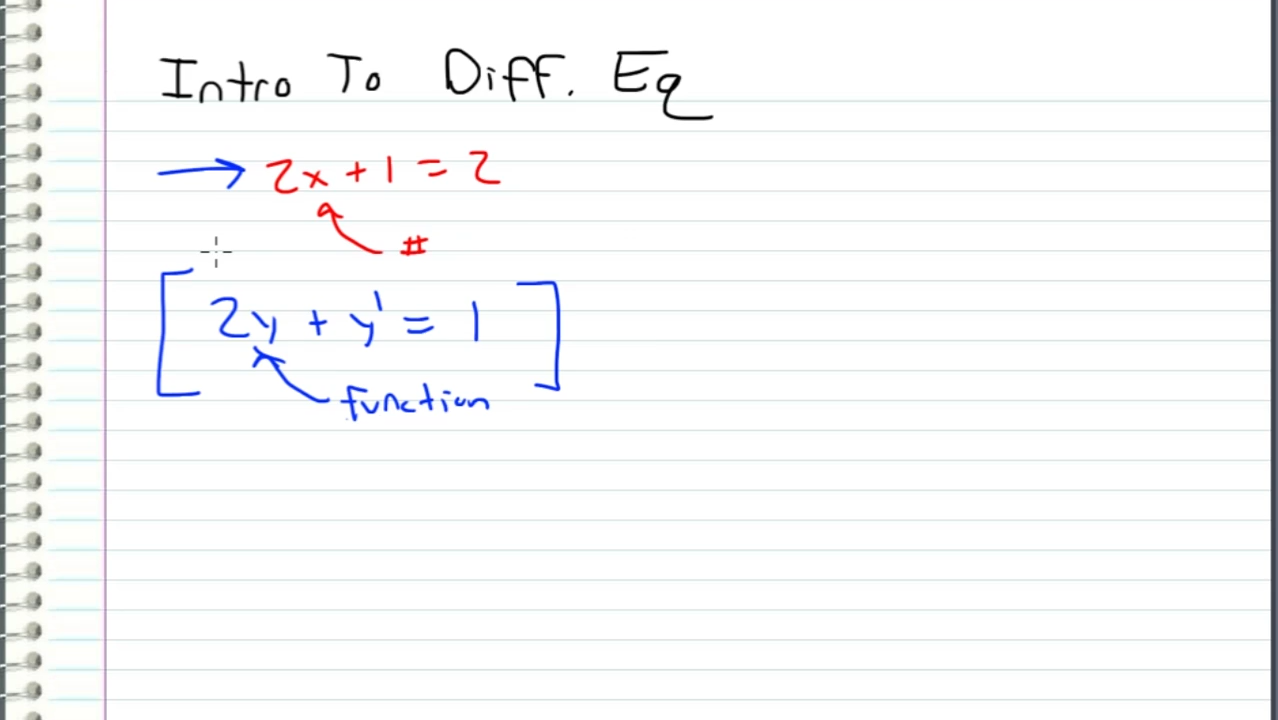 Intro To Diff. Eq
→ 2x + 1 = 2
#
2y + y' = 1
function